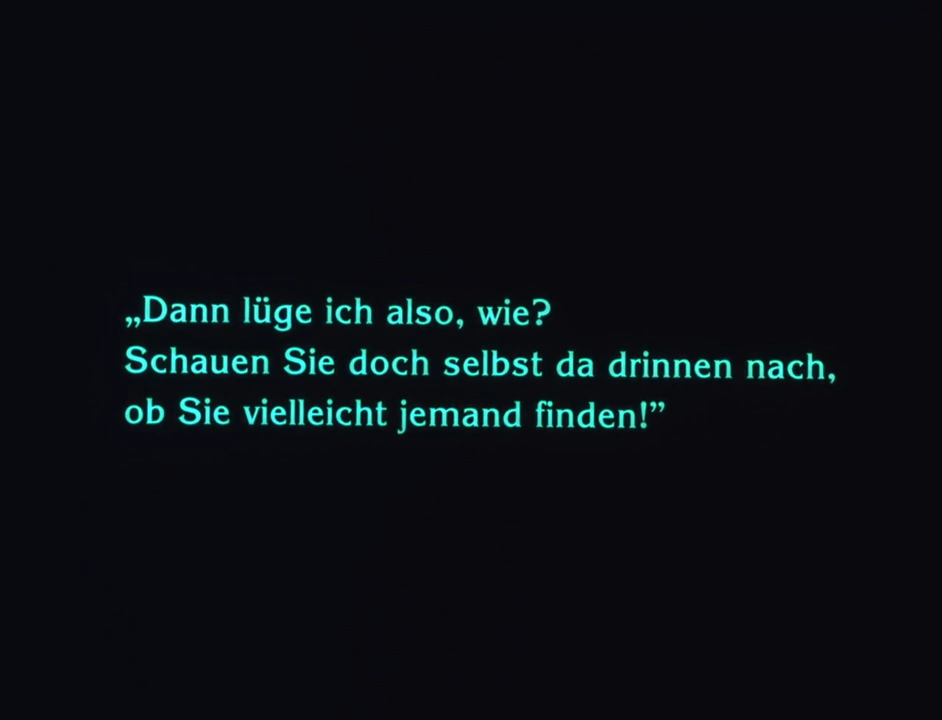 „Dann lüge ich also, wie?
Schauen Sie doch selbst da drinnen nach,
ob Sie vielleicht jemand finden!”